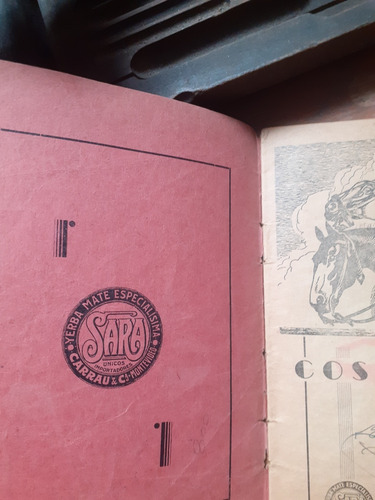 YERBA MATE ESPECIALISIMA
SARA
UNICOS
IMPORTADORES
CARRAU & Cª - MONTEVIDEO
COS